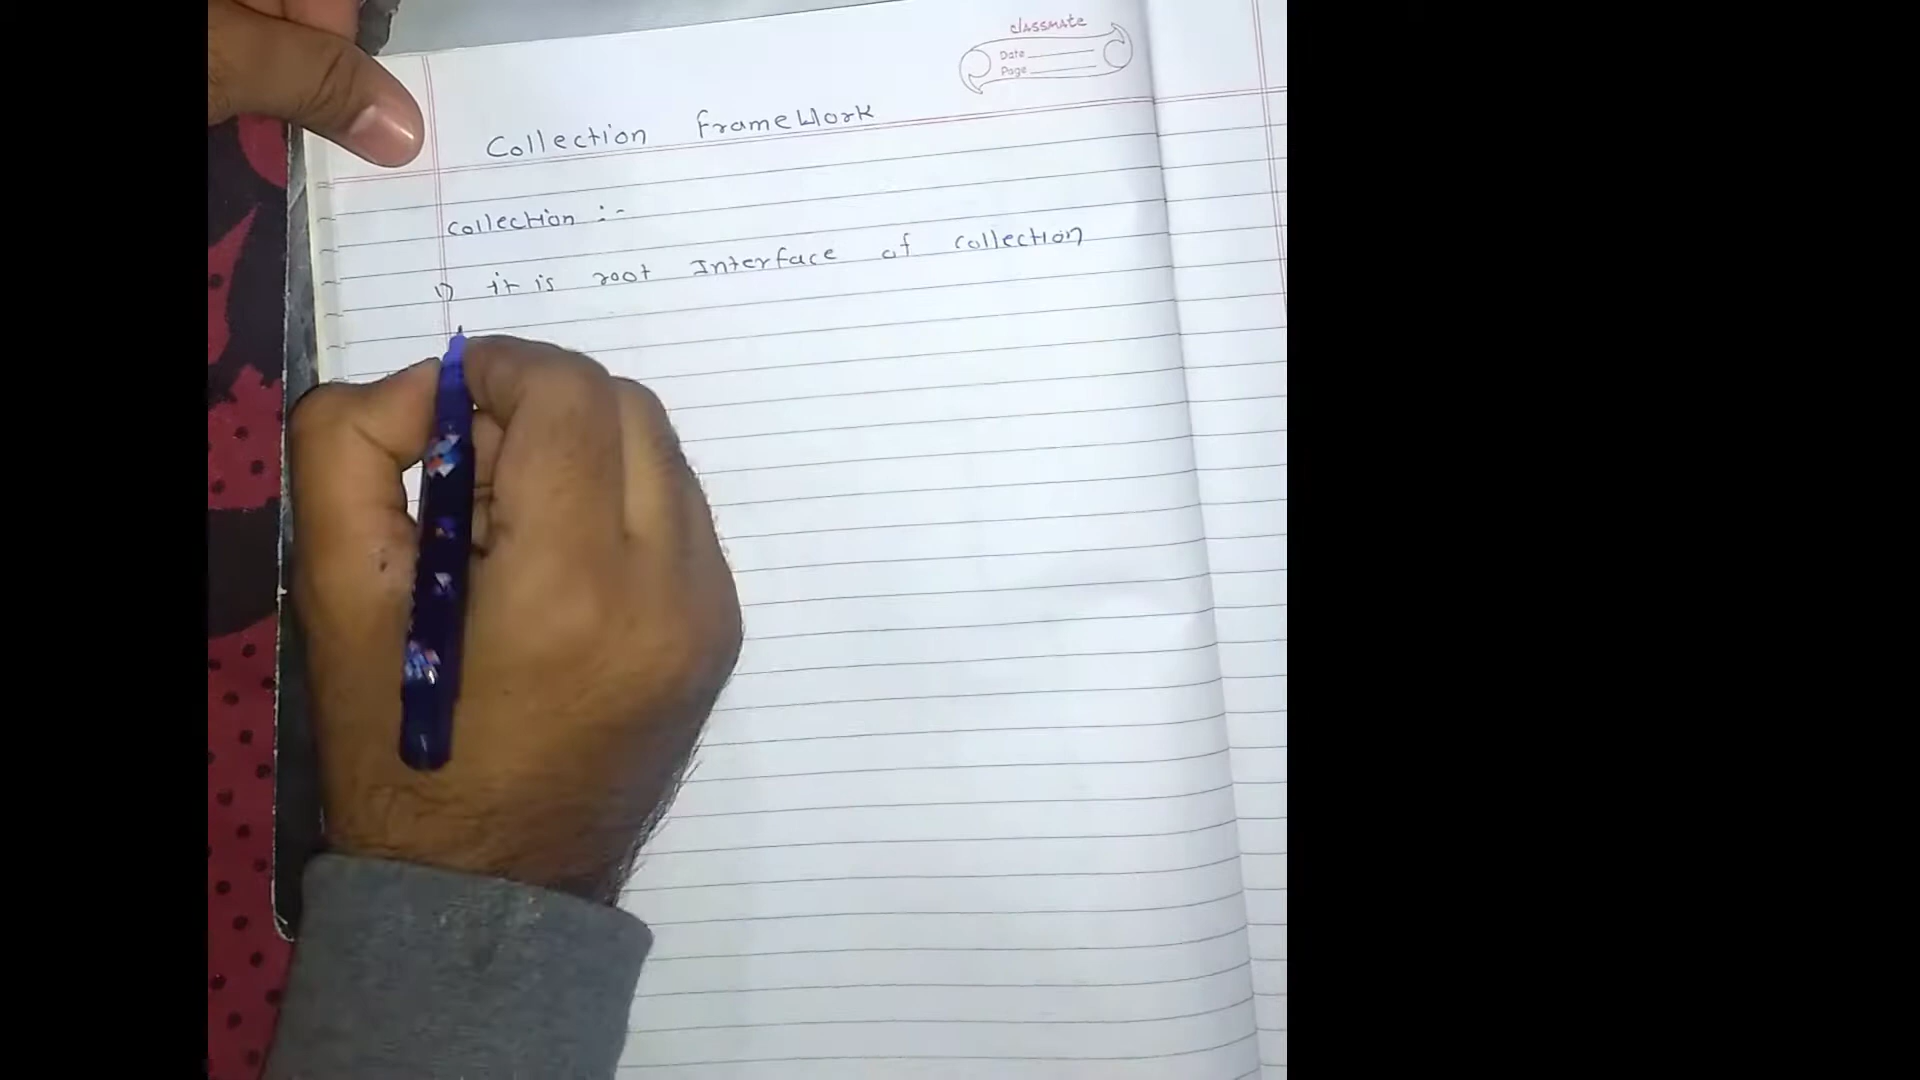 classmate
Date
Page
Collection frameWork
Collection :-
1) it is root Interface of Collection